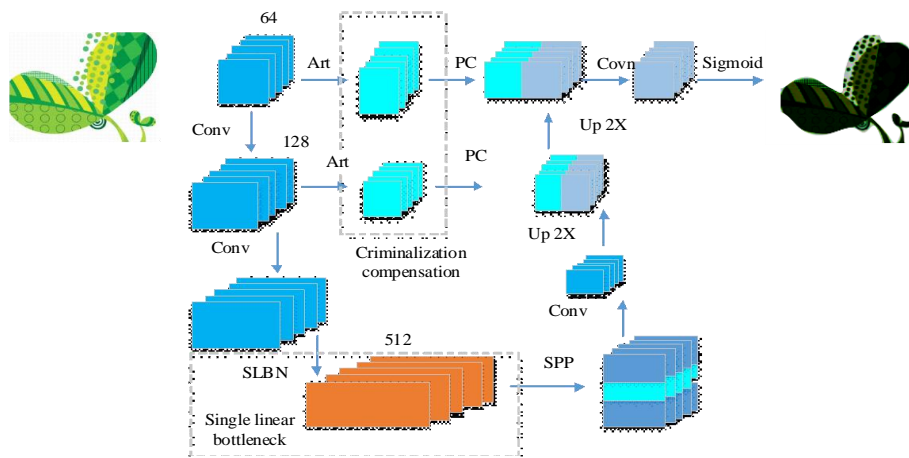 64
Art
PC
Covn
Sigmoid
Conv
128
Up 2X
Art
PC
Conv
Criminalization
compensation
Up 2X
Conv
512
SLBN
SPP
Single linear
bottleneck